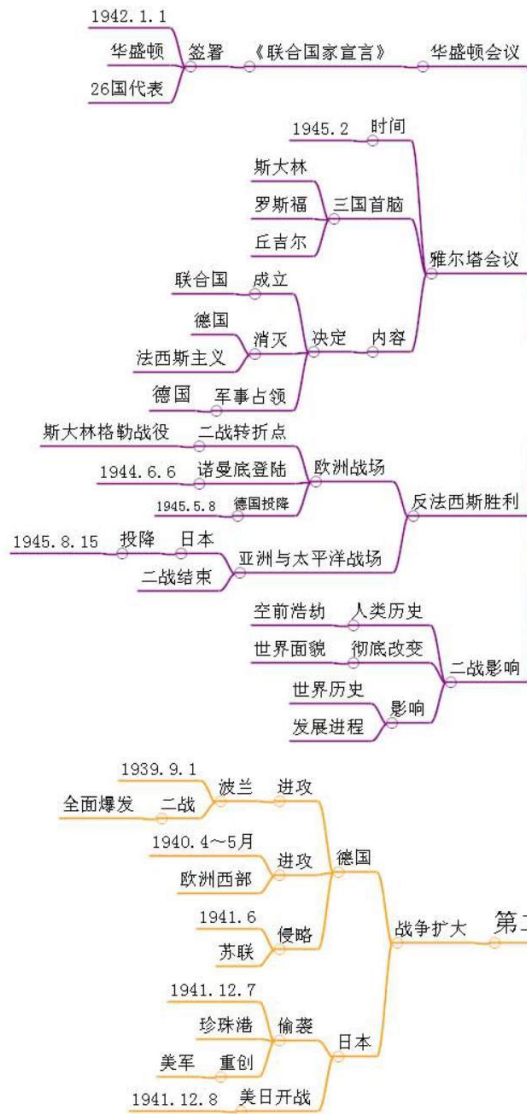 1942.1.1
华盛顿 签署 《联合国家宣言》 华盛顿会议
26国代表
1945.2 时间
斯大林
罗斯福 三国首脑
丘吉尔
雅尔塔会议
联合国 成立
德国
消灭 决定 内容
法西斯主义
德国 军事占领
斯大林格勒战役 二战转折点
1944.6.6 诺曼底登陆 欧洲战场
1945.5.8 德国投降
反法西斯胜利
1945.8.15 投降 日本
亚洲与太平洋战场
二战结束
空前浩劫 人类历史
世界面貌 彻底改变
二战影响
世界历史
影响
发展进程
1939.9.1
波兰 进攻
全面爆发 二战
1940.4～5月
进攻 德国
欧洲西部
1941.6
侵略
苏联
战争扩大 第
1941.12.7
珍珠港 偷袭
美军 重创
日本
1941.12.8 美日开战